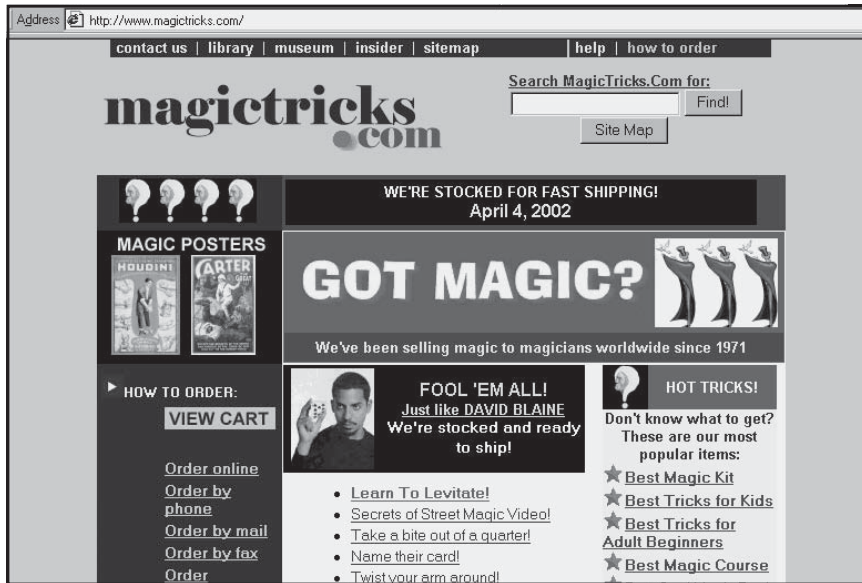 Address http://www.magictricks.com/
contact us | library | museum | insider | sitemap | help | how to order
magictricks
.com
Search MagicTricks.Com for:
Find!
Site Map
WE'RE STOCKED FOR FAST SHIPPING!
April 4, 2002
MAGIC POSTERS
HOUDINI
CARTER
GOT MAGIC?
We've been selling magic to magicians worldwide since 1971
HOW TO ORDER:
VIEW CART
Order online
Order by
phone
Order by mail
Order by fax
Order
FOOL 'EM ALL!
Just like DAVID BLAINE
We're stocked and ready
to ship!
Learn To Levitate!
Secrets of Street Magic Video!
Take a bite out of a quarter!
Name their card!
Twist your arm around!
HOT TRICKS!
Don't know what to get?
These are our most
popular items:
Best Magic Kit
Best Tricks for Kids
Best Tricks for
Adult Beginners
Best Magic Course